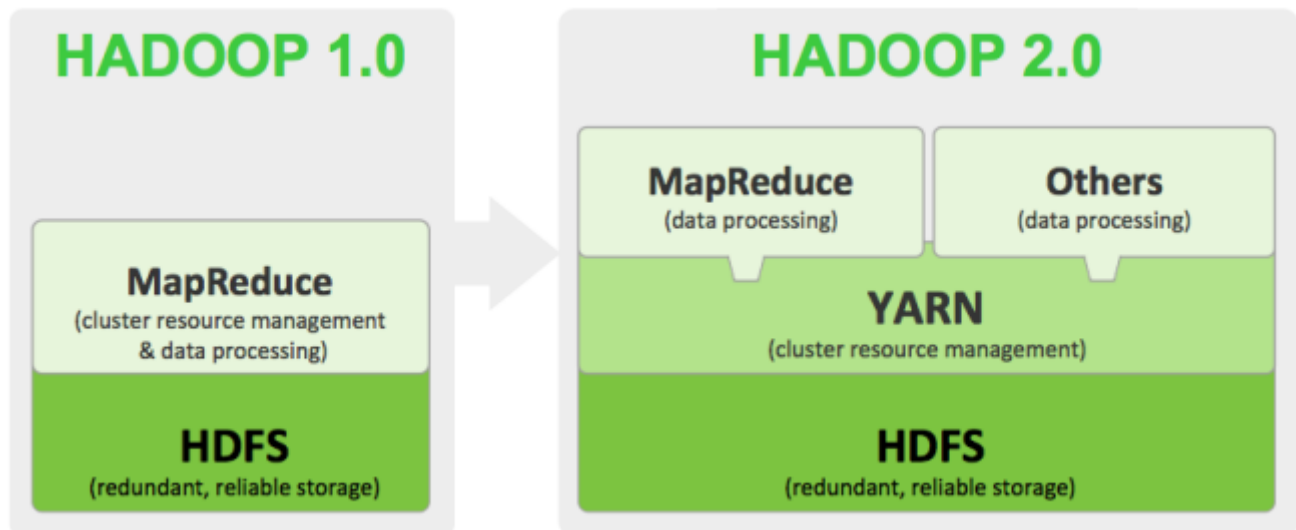 HADOOP 1.0
MapReduce
(cluster resource management
& data processing)
HDFS
(redundant, reliable storage)
HADOOP 2.0
MapReduce
(data processing)
Others
(data processing)
YARN
(cluster resource management)
HDFS
(redundant, reliable storage)